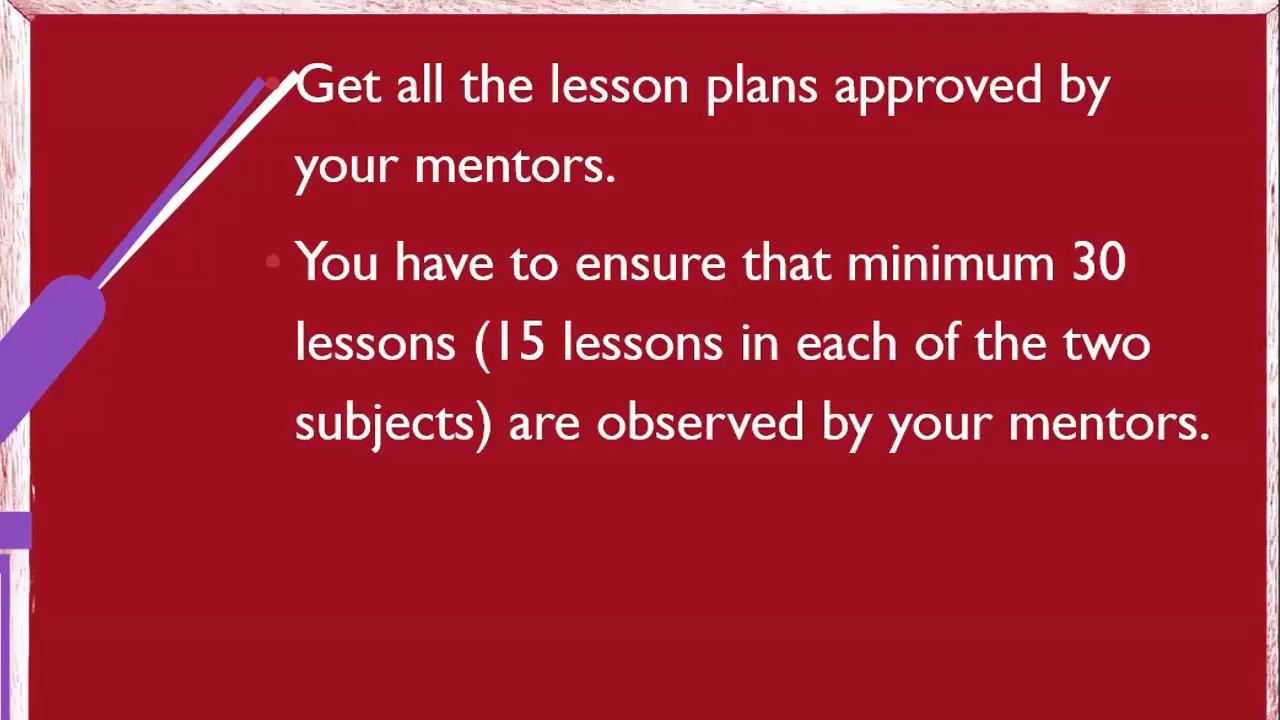 • Get all the lesson plans approved by
your mentors.
• You have to ensure that minimum 30
lessons (15 lessons in each of the two
subjects) are observed by your mentors.